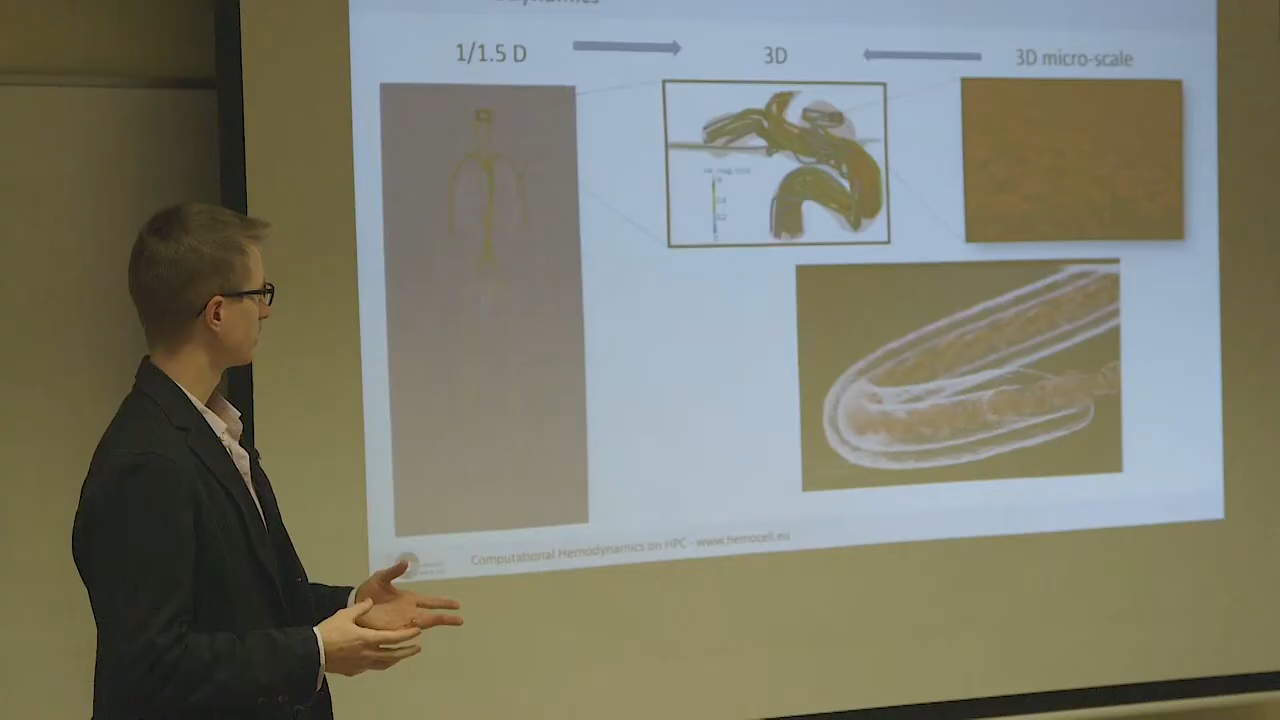 1/1.5 D
3D
3D micro-scale
Computational Hemodynamics on HPC - www.hemocell.eu